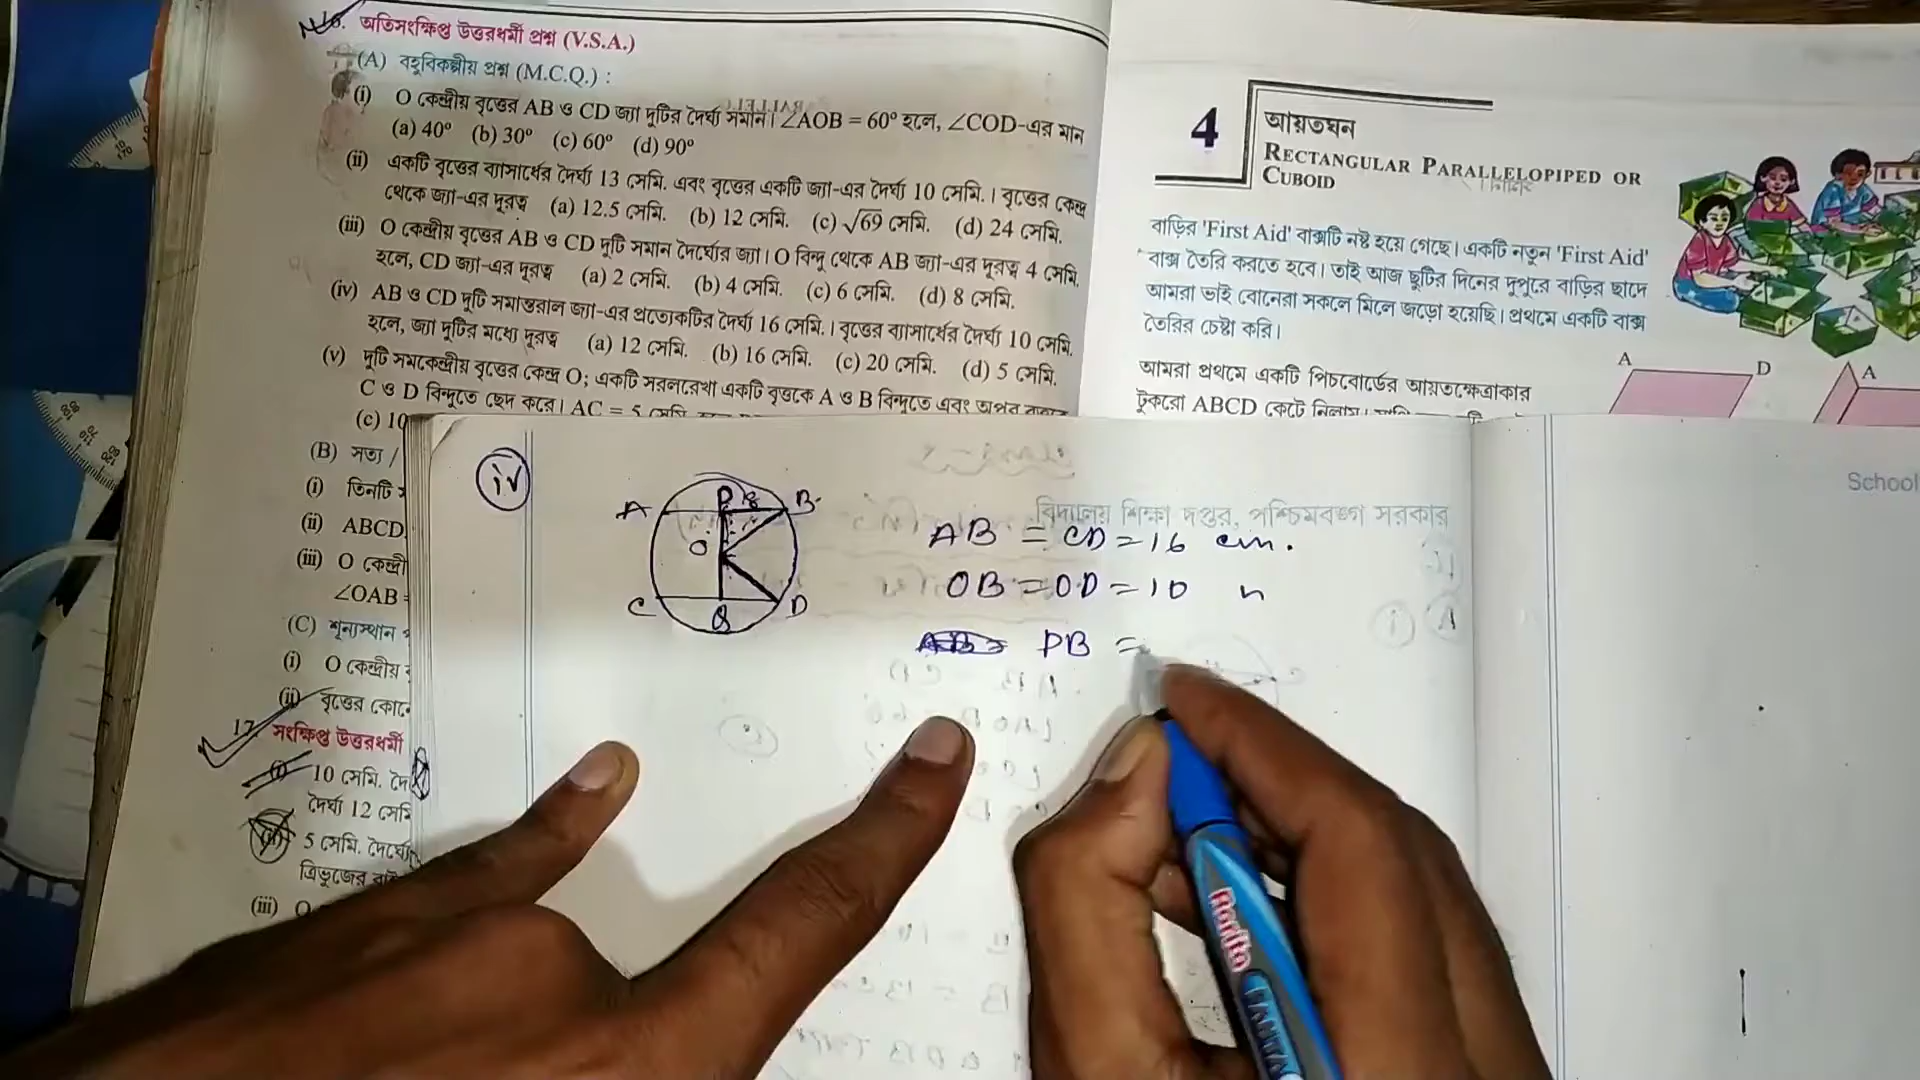 16. অতিসংক্ষিপ্ত উত্তরধর্মী প্রশ্ন (V.S.A.)
(A) বহুবিকল্পীয় প্রশ্ন (M.C.Q.) :
(i) O কেন্দ্রীয় বৃত্তের AB ও CD জ্যা দুটির দৈর্ঘ্য সমান। ∠AOB = 60° হলে, ∠COD-এর মান
(a) 40° (b) 30° (c) 60° (d) 90°
(ii) একটি বৃত্তের ব্যাসার্ধের দৈর্ঘ্য 13 সেমি. এবং বৃত্তের একটি জ্যা-এর দৈর্ঘ্য 10 সেমি.। বৃত্তের কেন্দ্র
থেকে জ্যা-এর দূরত্ব (a) 12.5 সেমি. (b) 12 সেমি. (c) √69 সেমি. (d) 24 সেমি.
(iii) O কেন্দ্রীয় বৃত্তের AB ও CD দুটি সমান দৈর্ঘ্যের জ্যা। O বিন্দু থেকে AB জ্যা-এর দূরত্ব 4 সেমি.
হলে, CD জ্যা-এর দূরত্ব (a) 2 সেমি. (b) 4 সেমি. (c) 6 সেমি. (d) 8 সেমি.
(iv) AB ও CD দুটি সমান্তরাল জ্যা-এর প্রত্যেকটির দৈর্ঘ্য 16 সেমি.। বৃত্তের ব্যাসার্ধের দৈর্ঘ্য 10 সেমি.
হলে, জ্যা দুটির মধ্যে দূরত্ব (a) 12 সেমি. (b) 16 সেমি. (c) 20 সেমি. (d) 5 সেমি.
(v) দুটি সমকেন্দ্রীয় বৃত্তের কেন্দ্র O; একটি সরলরেখা একটি বৃত্তকে A ও B বিন্দুতে এবং অপর
C ও D বিন্দুতে ছেদ করে। AC = 5
(c) 10
(B) সত্য /
(i) তিনটি
(ii) ABCD
(iii) O কেন্দ্রী
∠OAB =
(C) শূন্যস্থান
(i) O কেন্দ্রীয়
(ii) বৃত্তের কোনো
17. সংক্ষিপ্ত উত্তরধর্মী
(i) 10 সেমি. দৈ
দৈর্ঘ্য 12 সেমি
5 সেমি. দৈর্ঘ্যে
ত্রিভুজের
(iii) O
4 আয়তঘন
RECTANGULAR PARALLELOPIPED OR
CUBOID
বাড়ির 'First Aid' বাক্সটি নষ্ট হয়ে গেছে। একটি নতুন 'First Aid'
বাক্স তৈরি করতে হবে। তাই আজ ছুটির দিনের দুপুরে বাড়ির ছাদে
আমরা ভাই বোনেরা সকলে মিলে জড়ো হয়েছি। প্রথমে একটি বাক্স
তৈরির চেষ্টা করি।
আমরা প্রথমে একটি পিচবোর্ডের আয়তক্ষেত্রাকার
টুকরো ABCD কেটে নিলাম।
A D A
iv
A P 8 B
O
C Q D
বিদ্যালয় শিক্ষা দপ্তর, পশ্চিমবঙ্গ সরকার
AB = CD = 16 cm.
OB = OD = 10 "
PB =
School
Rorito